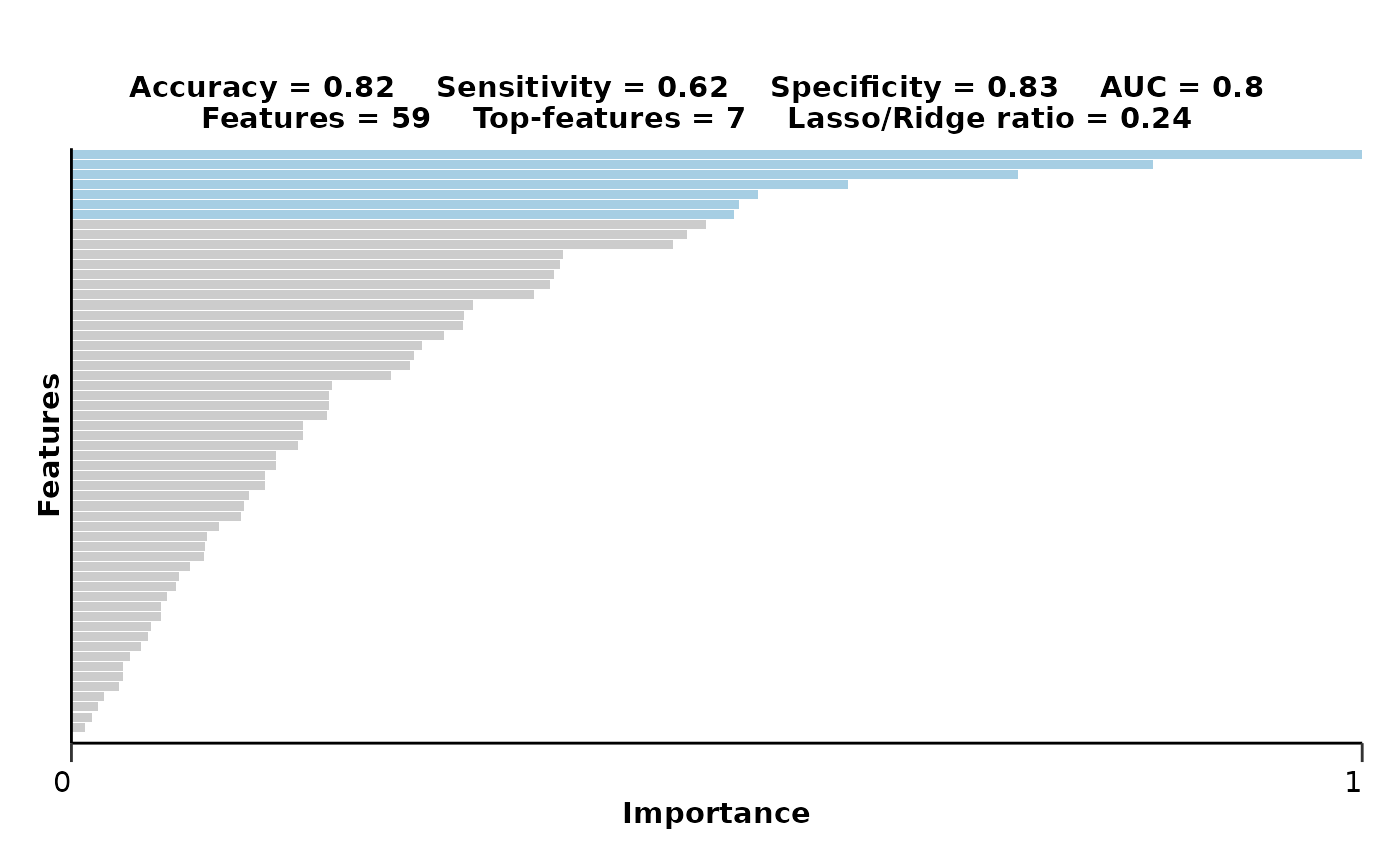 Accuracy = 0.82    Sensitivity = 0.62    Specificity = 0.83    AUC = 0.8
Features = 59    Top-features = 7    Lasso/Ridge ratio = 0.24
Features
0
1
Importance